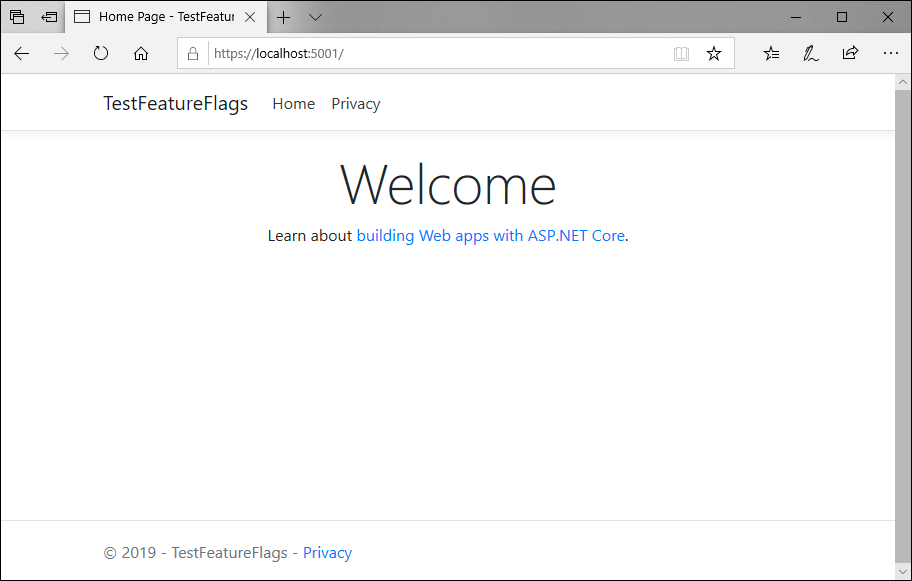 Home Page - TestFeatur
https://localhost:5001/
TestFeatureFlags Home Privacy
Welcome
Learn about building Web apps with ASP.NET Core.
© 2019 - TestFeatureFlags - Privacy